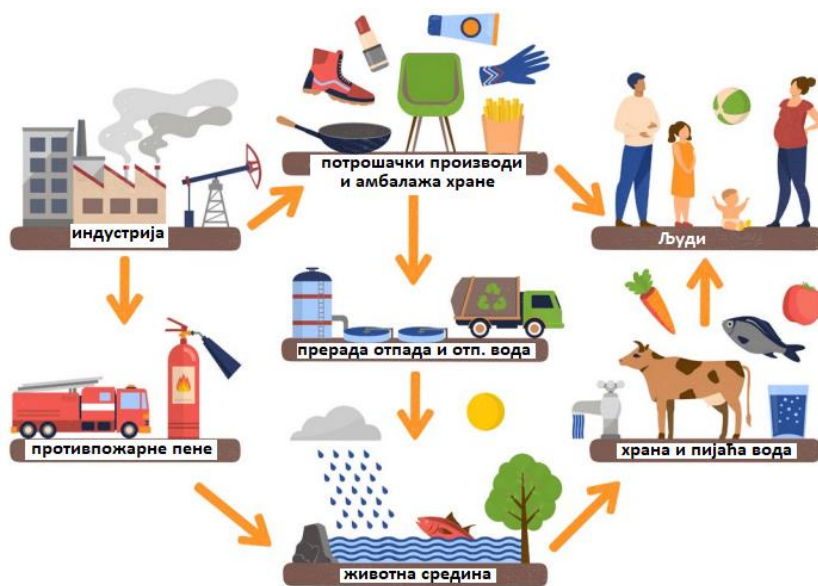 потрошачки производи
и амбалажа хране
индустрија
Људи
прерада отпада и отп. вода
противпожарне пене
храна и пијаћа вода
животна средина